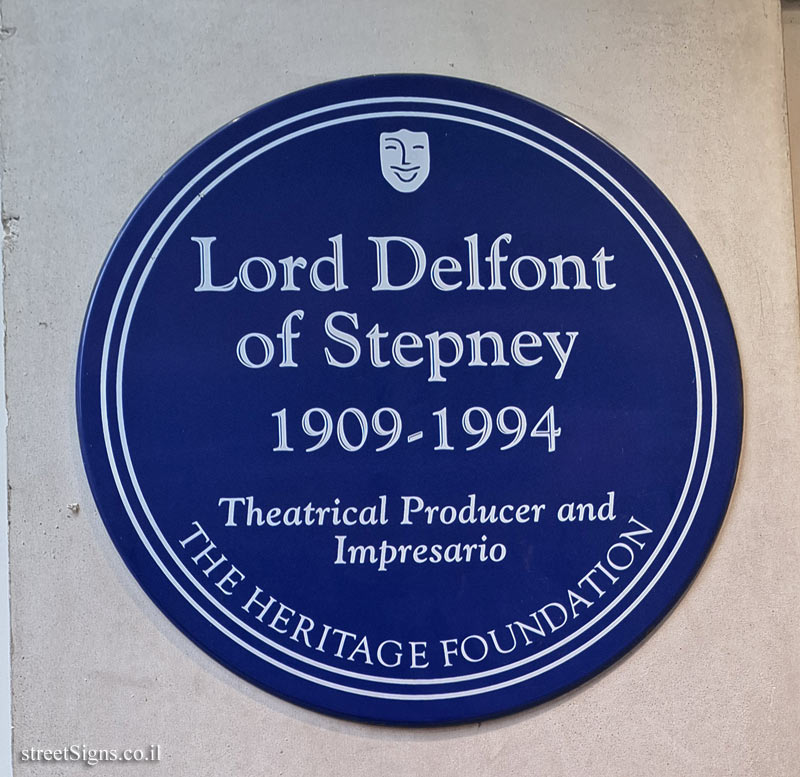 Lord Delfont
of Stepney
1909-1994
Theatrical Producer and
Impresario
THE HERITAGE FOUNDATION
streetSigns.co.il